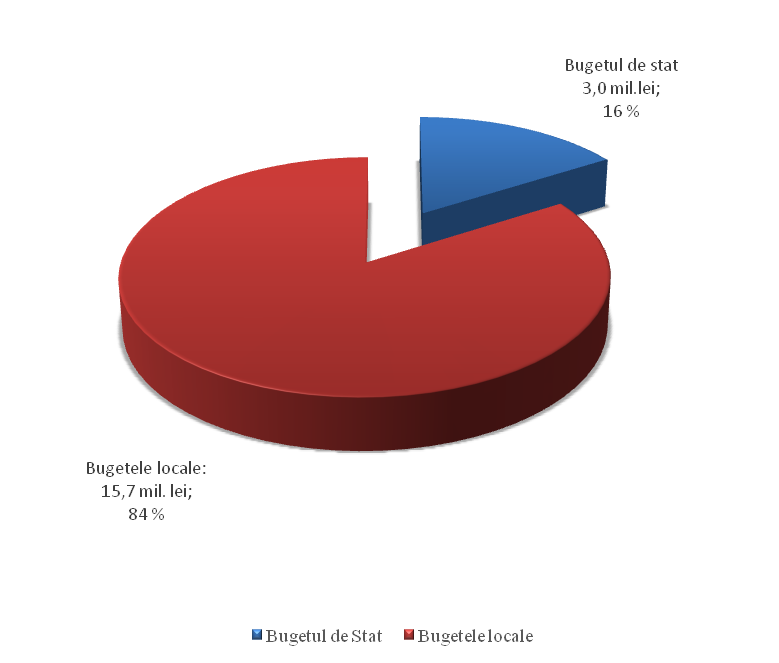 Bugetul de stat
3,0 mil.lei;
16 %
Bugetele locale:
15,7 mil. lei;
84 %
Bugetul de Stat
Bugetele locale